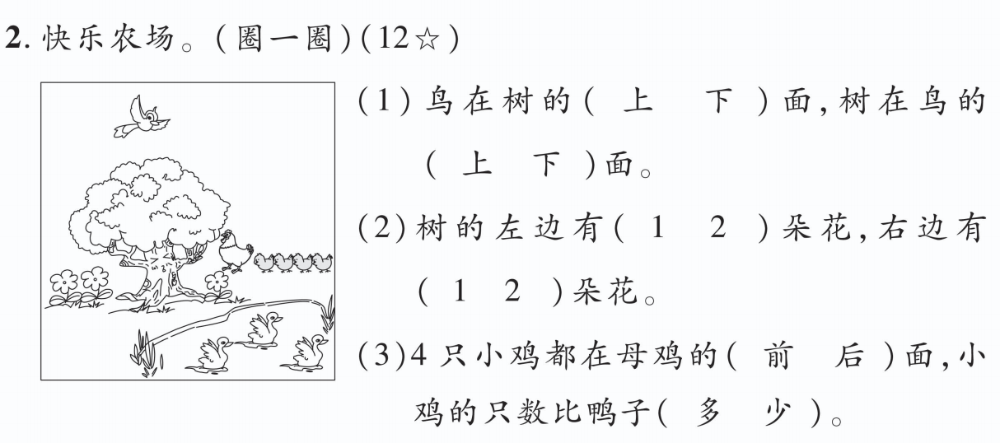 2. 快乐农场。(圈一圈)(12☆)
(1)鸟在树的( 上 下 )面,树在鸟的
( 上 下 )面。
(2)树的左边有( 1 2 )朵花,右边有
( 1 2 )朵花。
(3)4只小鸡都在母鸡的( 前 后 )面,小
鸡的只数比鸭子( 多 少 )。